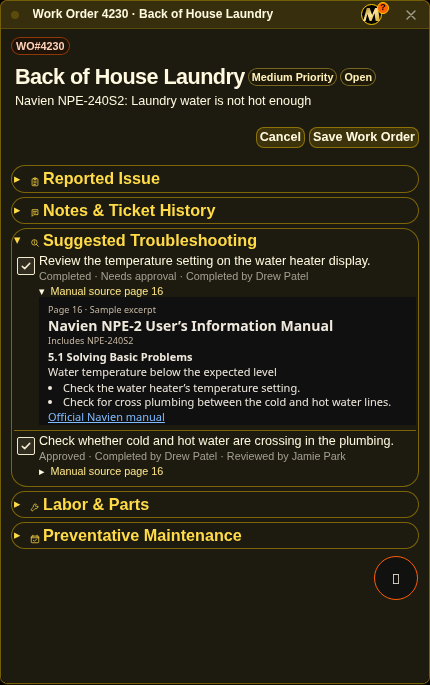 Work Order 4230 · Back of House Laundry
M ?
WO#4230
Back of House Laundry Medium Priority Open
Navien NPE-240S2: Laundry water is not hot enough
Cancel Save Work Order
Reported Issue
Notes & Ticket History
Suggested Troubleshooting
Review the temperature setting on the water heater display.
Completed · Needs approval · Completed by Drew Patel
Manual source page 16
Page 16 · Sample excerpt
Navien NPE-2 User’s Information Manual
Includes NPE-240S2
5.1 Solving Basic Problems
Water temperature below the expected level
• Check the water heater’s temperature setting.
• Check for cross plumbing between the cold and hot water lines.
Official Navien manual
Check whether cold and hot water are crossing in the plumbing.
Approved · Completed by Drew Patel · Reviewed by Jamie Park
Manual source page 16
Labor & Parts
Preventative Maintenance